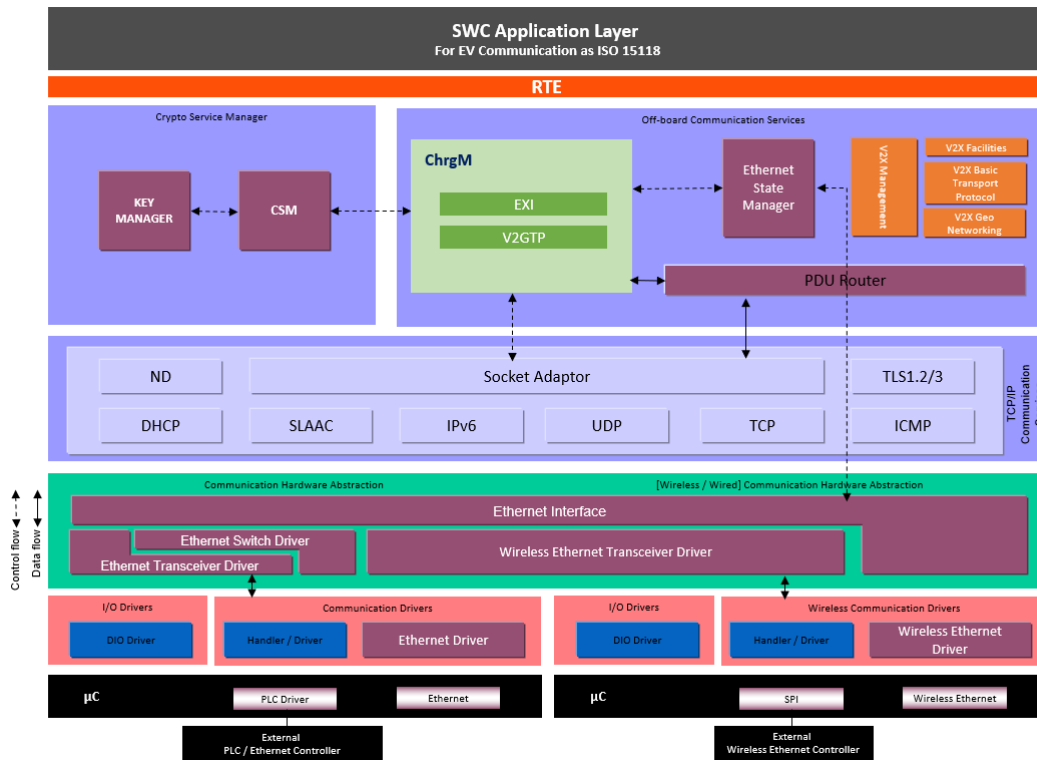 SWC Application Layer
For EV Communication as ISO 15118
RTE
Crypto Service Manager
KEY
MANAGER
CSM
Off-board Communication Services
ChrgM
EXI
V2GTP
Ethernet
State
Manager
V2X Management
V2X Facilities
V2X Basic
Transport
Protocol
V2X Geo
Networking
PDU Router
ND
Socket Adaptor
TLS1.2/3
DHCP
SLAAC
IPv6
UDP
TCP
ICMP
TCP/IP
Communication
Control flow
Data flow
Communication Hardware Abstraction
[Wireless / Wired] Communication Hardware Abstraction
Ethernet Interface
Ethernet Switch Driver
Ethernet Transceiver Driver
Wireless Ethernet Transceiver Driver
I/O Drivers
DIO Driver
Communication Drivers
Handler / Driver
Ethernet Driver
I/O Drivers
DIO Driver
Wireless Communication Drivers
Handler / Driver
Wireless Ethernet
Driver
µC
PLC Driver
Ethernet
µC
SPI
Wireless Ethernet
External
PLC / Ethernet Controller
External
Wireless Ethernet Controller